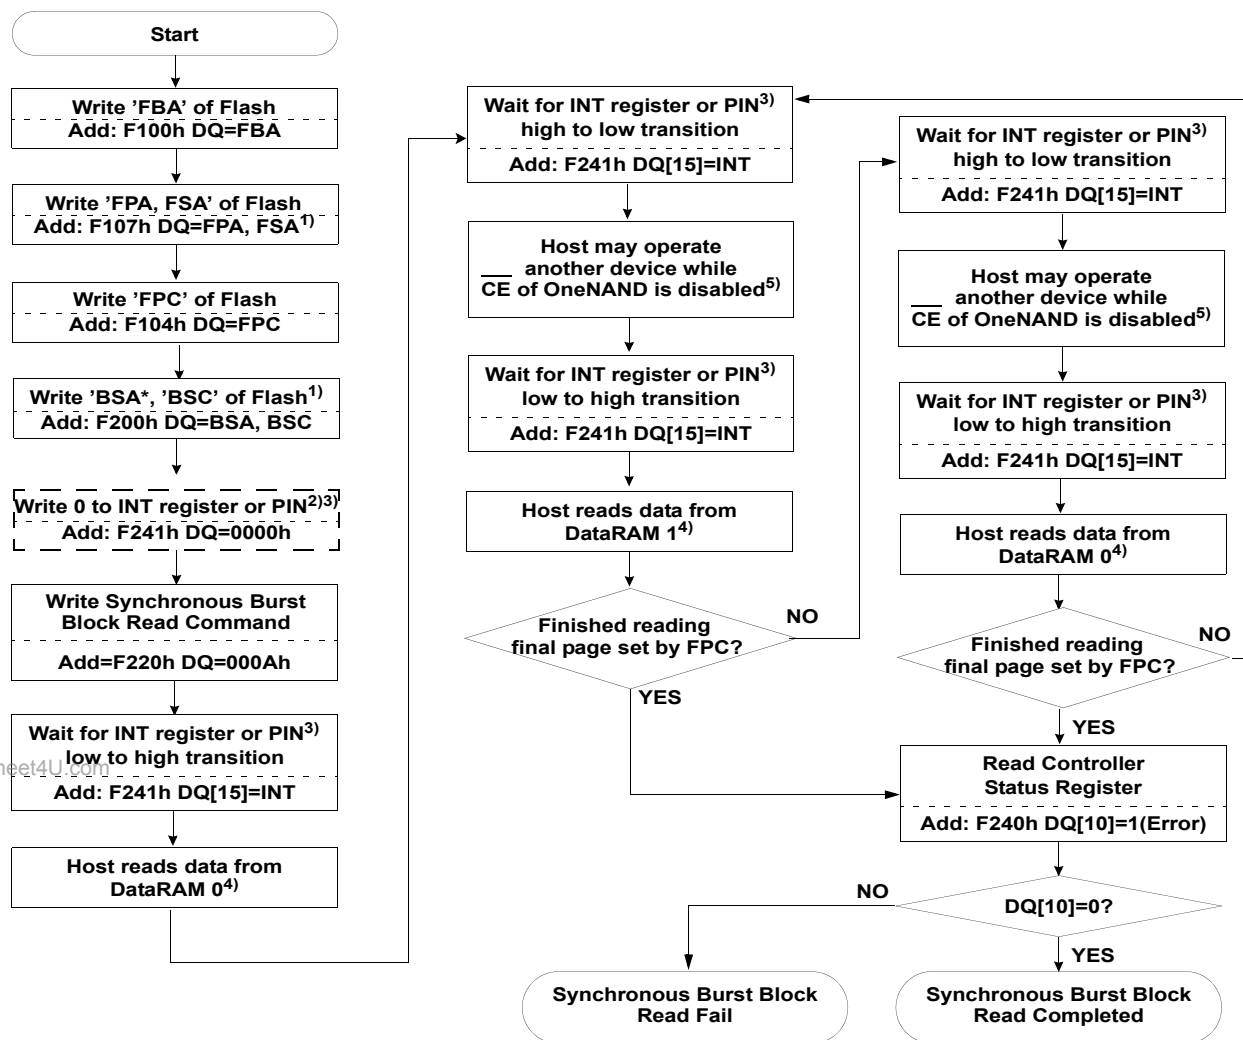 Start
Write ’FBA’ of Flash
Add: F100h DQ=FBA
Write ’FPA, FSA’ of Flash
Add: F107h DQ=FPA, FSA1)
Write ’FPC’ of Flash
Add: F104h DQ=FPC
Write ’BSA*, ’BSC’ of Flash1)
Add: F200h DQ=BSA, BSC
Write 0 to INT register or PIN2)3)
Add: F241h DQ=0000h
Write Synchronous Burst
Block Read Command
Add=F220h DQ=000Ah
Wait for INT register or PIN3)
low to high transition
Add: F241h DQ[15]=INT
Host reads data from
DataRAM 04)
Wait for INT register or PIN3)
high to low transition
Add: F241h DQ[15]=INT
Host may operate
another device while
CE of OneNAND is disabled5)
Wait for INT register or PIN3)
low to high transition
Add: F241h DQ[15]=INT
Host reads data from
DataRAM 14)
Finished reading
final page set by FPC?
NO
YES
Wait for INT register or PIN3)
high to low transition
Add: F241h DQ[15]=INT
Host may operate
another device while
CE of OneNAND is disabled5)
Wait for INT register or PIN3)
low to high transition
Add: F241h DQ[15]=INT
Host reads data from
DataRAM 04)
Finished reading
final page set by FPC?
NO
YES
Read Controller
Status Register
Add: F240h DQ[10]=1(Error)
DQ[10]=0?
NO
YES
Synchronous Burst Block
Read Fail
Synchronous Burst Block
Read Completed
heet4U.com